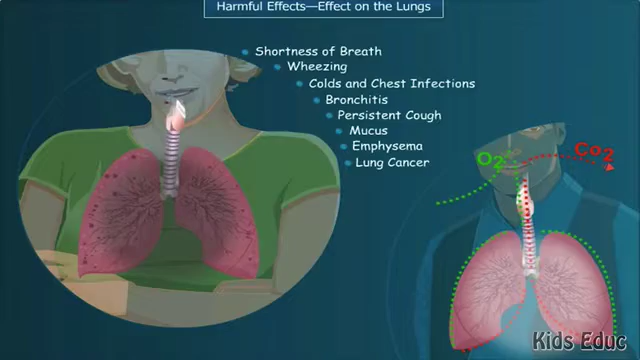 Harmful Effects—Effect on the Lungs
Shortness of Breath
Wheezing
Colds and Chest Infections
Bronchitis
Persistent Cough
Mucus
Emphysema
Lung Cancer
O2
Co2
Kids Educ